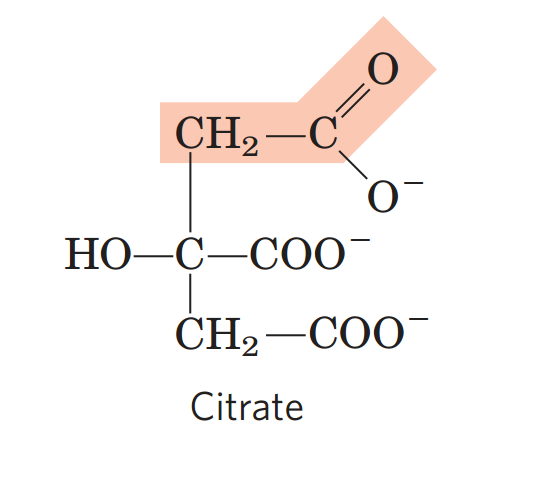 O
CH₂—C
O⁻
HO—C—COO⁻
CH₂—COO⁻
Citrate